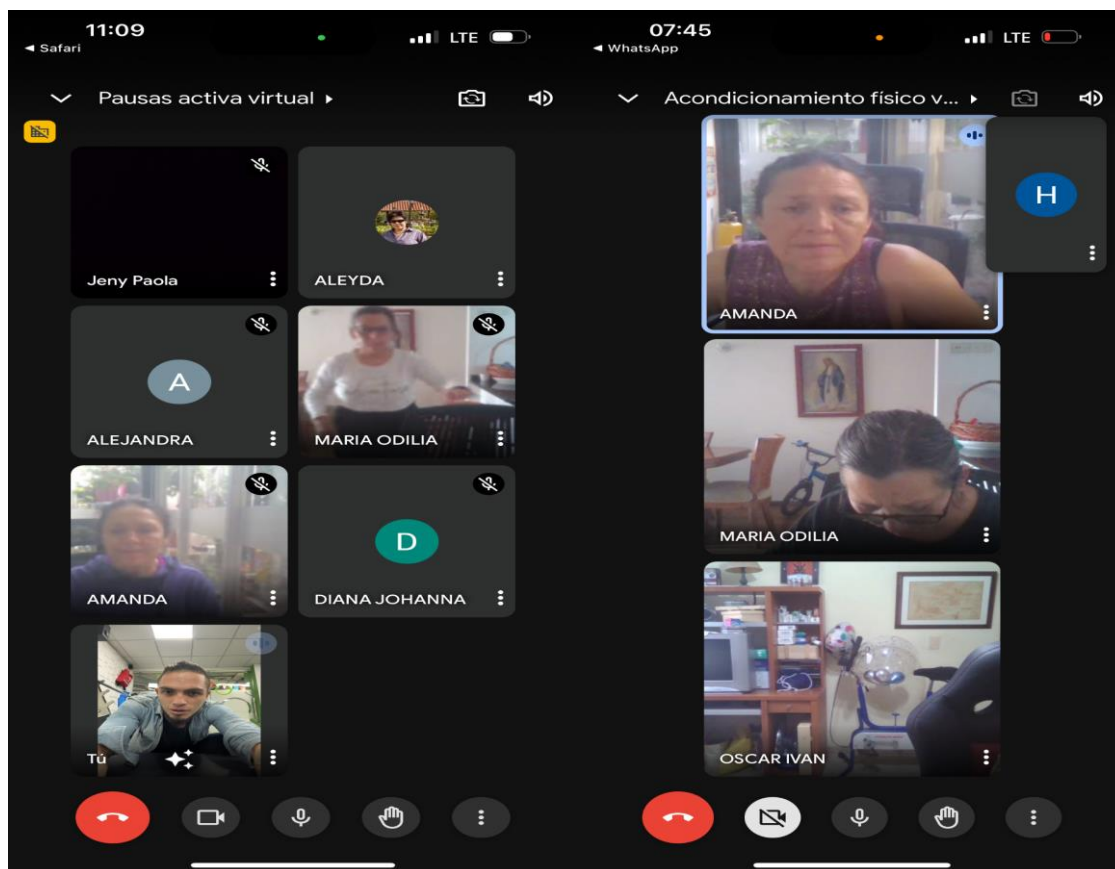 11:09
LTE
◄ Safari
Pausas activa virtual ▸
Jeny Paola
ALEYDA
A
ALEJANDRA
MARIA ODILIA
AMANDA
D
DIANA JOHANNA
Tú
07:45
LTE
◄ WhatsApp
Acondicionamiento físico v... ▸
H
AMANDA
MARIA ODILIA
OSCAR IVAN